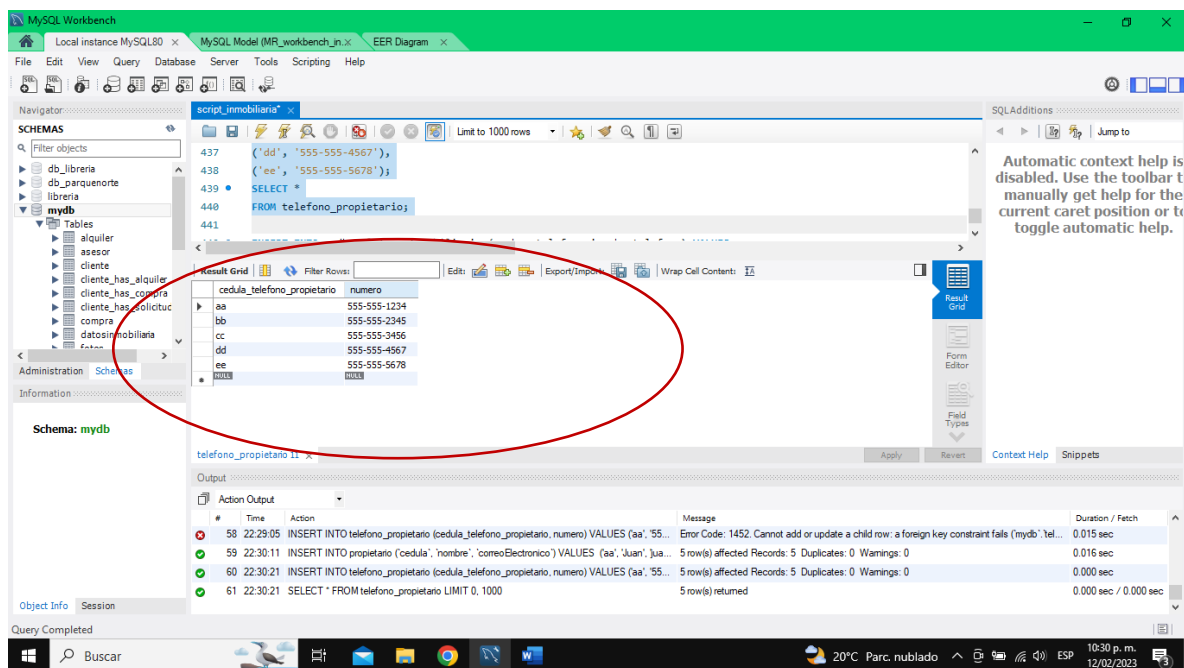 MySQL Workbench
Local instance MySQL80 MySQL Model (MR_workbench_in. EER Diagram
File Edit View Query Database Server Tools Scripting Help
Navigator
SCHEMAS
Filter objects
db_libreria
db_parquenorte
libreria
mydb
Tables
alquiler
asesor
cliente
cliente_has_alquiler
cliente_has_compra
cliente_has_solicitud
compra
datosinmobiliaria
fotos
Administration Schemas
Information
Schema: mydb
Object Info Session
script_inmobiliaria*
Limit to 1000 rows
437 ('dd', '555-555-4567'),
438 ('ee', '555-555-5678');
439 SELECT *
440 FROM telefono_propietario;
441
Result Grid Filter Rows: Edit: Export/Import: Wrap Cell Content:
cedula_telefono_propietario numero
aa 555-555-1234
bb 555-555-2345
cc 555-555-3456
dd 555-555-4567
ee 555-555-5678
NULL NULL
Result Grid
Form Editor
Field Types
telefono_propietario 11 Apply Revert
SQLAdditions
Jump to
Automatic context help is
disabled. Use the toolbar t
manually get help for the
current caret position or to
toggle automatic help.
Context Help Snippets
Output
Action Output
# Time Action Message Duration / Fetch
58 22:29:05 INSERT INTO telefono_propietario (cedula_telefono_propietario, numero) VALUES ('aa', '55... Error Code: 1452. Cannot add or update a child row: a foreign key constraint fails (`mydb`.`tel... 0.015 sec
59 22:30:11 INSERT INTO propietario (`cedula`, `nombre`, `correoElectronico`) VALUES ('aa', 'Juan', 'jua... 5 row(s) affected Records: 5 Duplicates: 0 Warnings: 0 0.016 sec
60 22:30:21 INSERT INTO telefono_propietario (cedula_telefono_propietario, numero) VALUES ('aa', '55... 5 row(s) affected Records: 5 Duplicates: 0 Warnings: 0 0.000 sec
61 22:30:21 SELECT * FROM telefono_propietario LIMIT 0, 1000 5 row(s) returned 0.000 sec / 0.000 sec
Query Completed
Buscar 20°C Parc. nublado ESP 10:30 p. m.
12/02/2023 3